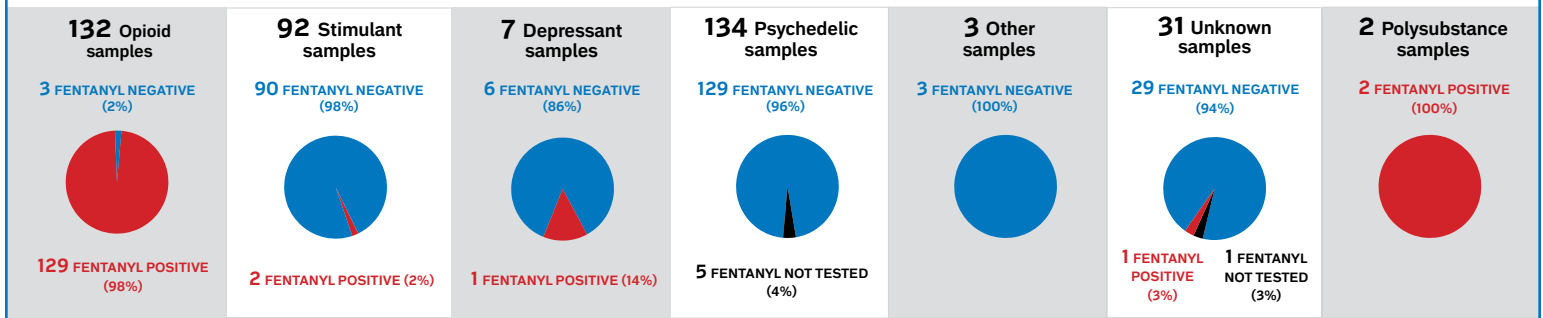 132 Opioid
samples
3 FENTANYL NEGATIVE
(2%)
129 FENTANYL POSITIVE
(98%)
92 Stimulant
samples
90 FENTANYL NEGATIVE
(98%)
2 FENTANYL POSITIVE (2%)
7 Depressant
samples
6 FENTANYL NEGATIVE
(86%)
1 FENTANYL POSITIVE (14%)
134 Psychedelic
samples
129 FENTANYL NEGATIVE
(96%)
5 FENTANYL NOT TESTED
(4%)
3 Other
samples
3 FENTANYL NEGATIVE
(100%)
31 Unknown
samples
29 FENTANYL NEGATIVE
(94%)
1 FENTANYL
POSITIVE
(3%)
1 FENTANYL
NOT TESTED
(3%)
2 Polysubstance
samples
2 FENTANYL POSITIVE
(100%)